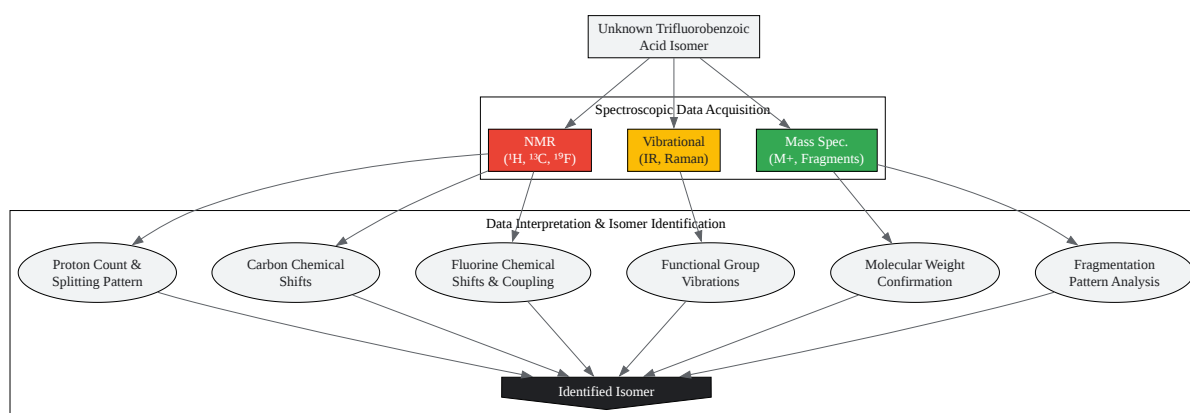 Unknown Trifluorobenzoic
Acid Isomer
Spectroscopic Data Acquisition
NMR
(¹H, ¹³C, ¹⁹F)
Vibrational
(IR, Raman)
Mass Spec.
(M+, Fragments)
Data Interpretation & Isomer Identification
Proton Count &
Splitting Pattern
Carbon Chemical
Shifts
Fluorine Chemical
Shifts & Coupling
Functional Group
Vibrations
Molecular Weight
Confirmation
Fragmentation
Pattern Analysis
Identified Isomer